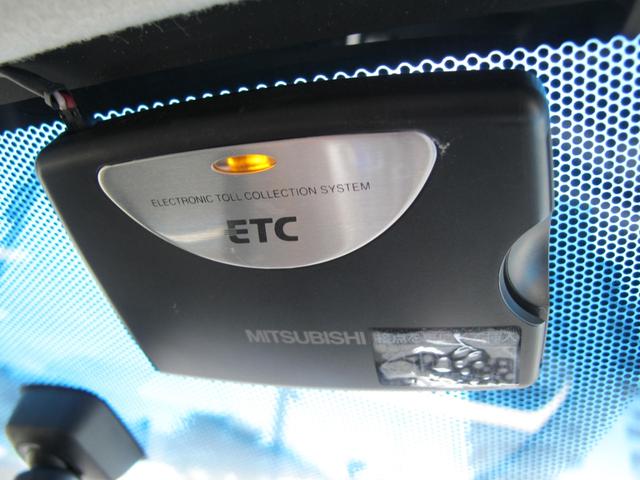 ELECTRONIC TOLL COLLECTION SYSTEM
ETC
MITSUBISHI